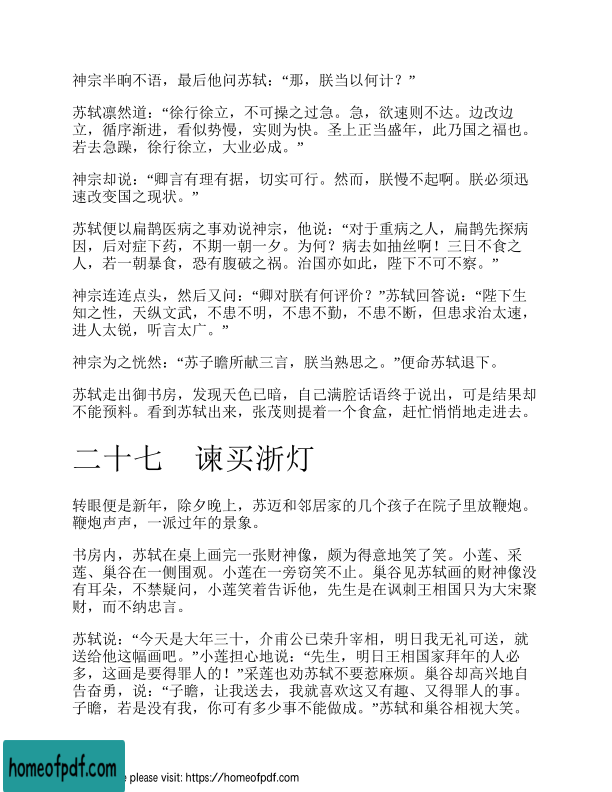 神宗半晌不语，最后他问苏轼：“那，朕当以何计？”
苏轼凛然道：“徐行徐立，不可操之过急。急，欲速则不达。边改边
立，循序渐进，看似势慢，实则为快。圣上正当盛年，此乃国之福也。
若去急躁，徐行徐立，大业必成。”
神宗却说：“卿言有理有据，切实可行。然而，朕慢不起啊。朕必须迅
速改变国之现状。”
苏轼便以扁鹊医病之事劝说神宗，他说：“对于重病之人，扁鹊先探病
因，后对症下药，不期一朝一夕。为何？病去如抽丝啊！三日不食之
人，若一朝暴食，恐有腹破之祸。治国亦如此，陛下不可不察。”
神宗连连点头，然后又问：“卿对朕有何评价？”苏轼回答说：“陛下生
知之性，天纵文武，不患不明，不患不勤，不患不断，但患求治太速，
进人太锐，听言太广。”
神宗为之恍然：“苏子瞻所献三言，朕当熟思之。”便命苏轼退下。
苏轼走出御书房，发现天色已暗，自己满腔话语终于说出，可是结果却
不能预料。看到苏轼出来，张茂则提着一个食盒，赶忙悄悄地走进去。
二十七　谏买浙灯
转眼便是新年，除夕晚上，苏迈和邻居家的几个孩子在院子里放鞭炮。
鞭炮声声，一派过年的景象。
书房内，苏轼在桌上画完一张财神像，颇为得意地笑了笑。小莲、采
莲、巢谷在一侧围观。小莲在一旁窃笑不止。巢谷见苏轼画的财神像没
有耳朵，不禁疑问，小莲笑着告诉他，先生是在讽刺王相国只为大宋聚
财，而不纳忠言。
苏轼说：“今天是大年三十，介甫公已荣升宰相，明日我无礼可送，就
送给他这幅画吧。”小莲担心地说：“先生，明日王相国家拜年的人必
多，这画是要得罪人的！”采莲也劝苏轼不要惹麻烦。巢谷却高兴地自
告奋勇，说：“子瞻，让我送去，我就喜欢这又有趣、又得罪人的事。
子瞻，若是没有我，你可有多少事不能做成。”苏轼和巢谷相视大笑。
homeofpdf.com
e please visit: https://homeofpdf.com